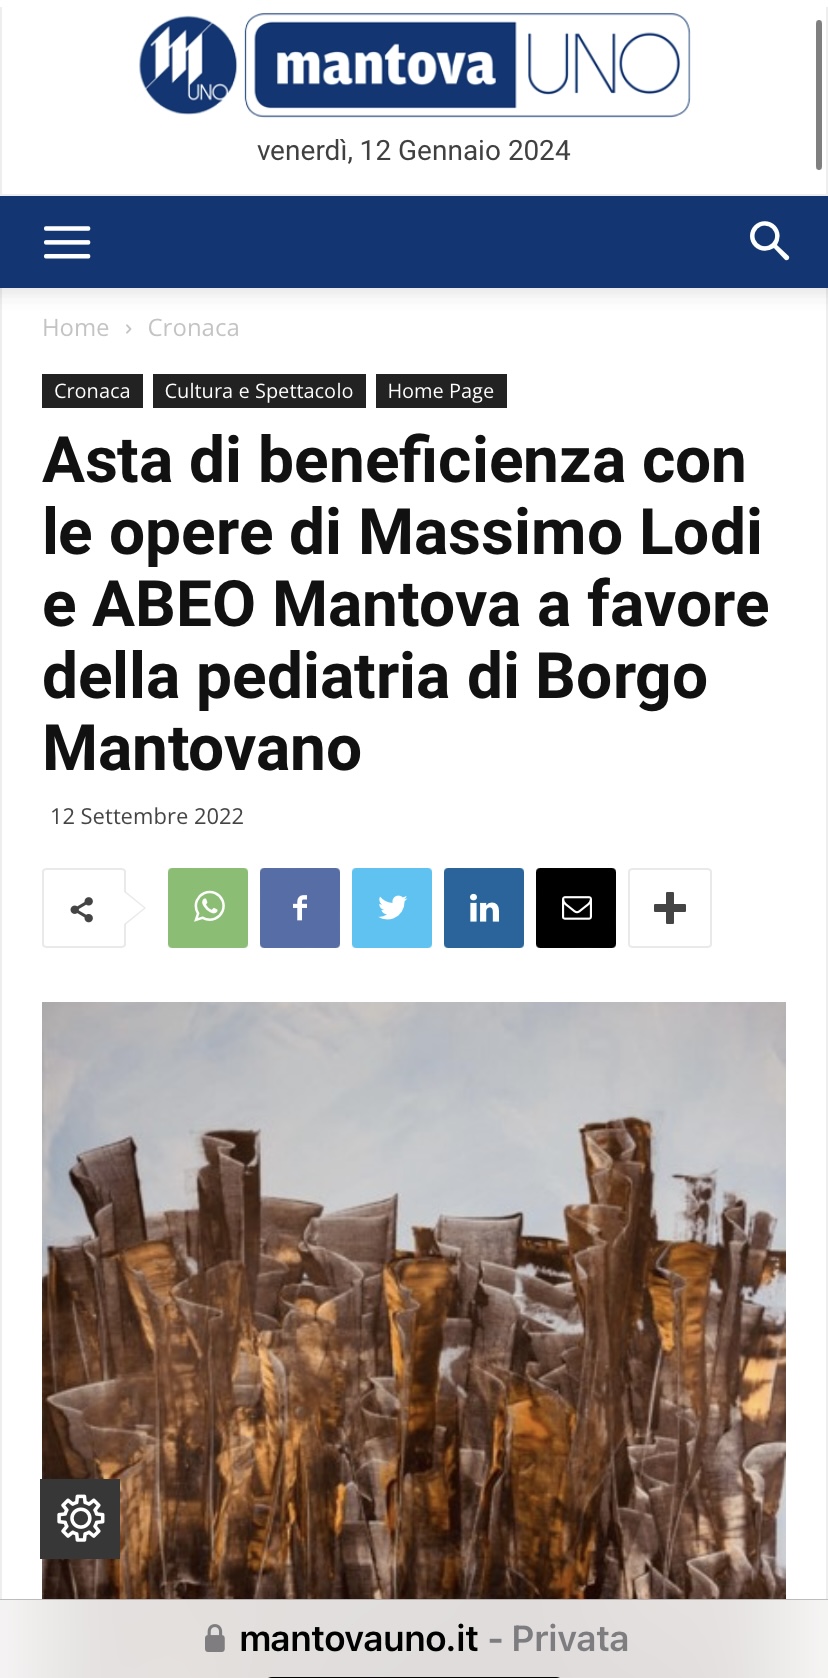 UNO
mantova UNO
venerdì, 12 Gennaio 2024
Home › Cronaca
Cronaca Cultura e Spettacolo Home Page
Asta di beneficienza con
le opere di Massimo Lodi
e ABEO Mantova a favore
della pediatria di Borgo
Mantovano
12 Settembre 2022
mantovauno.it - Privata